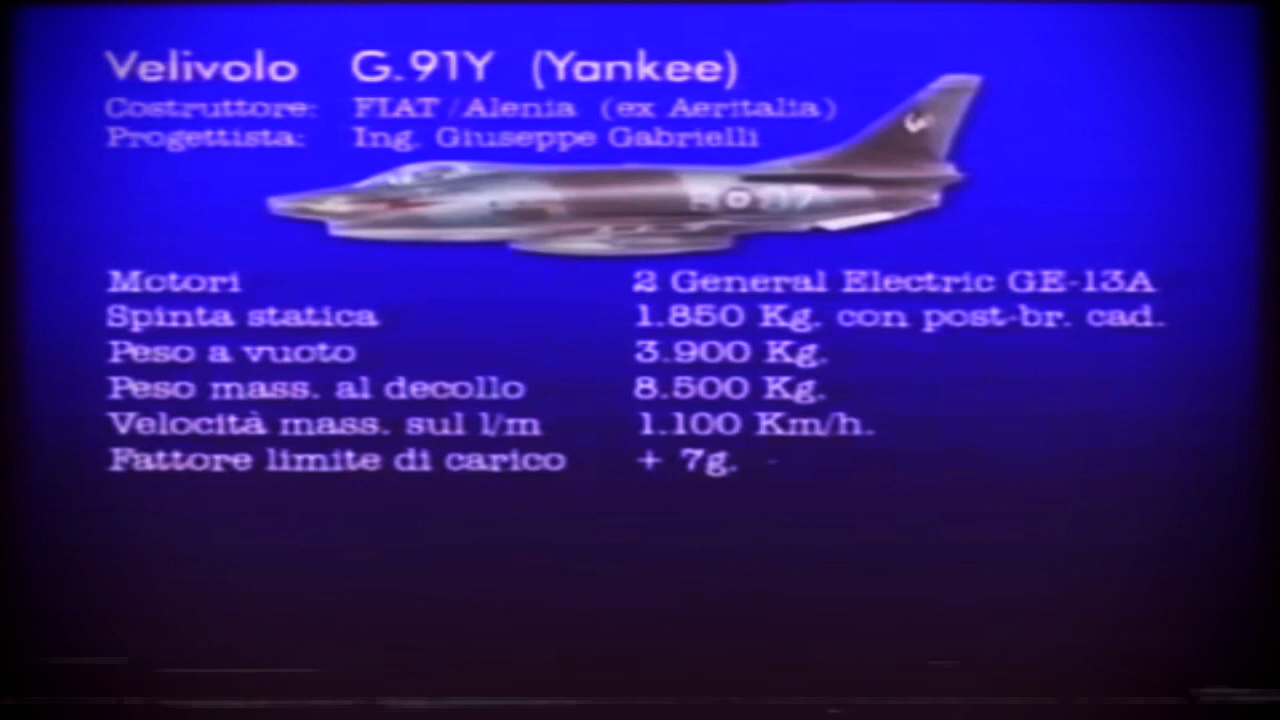 Velivolo G.91Y (Yankee)
Costruttore: FIAT/Alenia (ex Aeritalia)
Progettista: Ing. Giuseppe Gabrielli
Motori 2 General Electric GE-13A
Spinta statica 1.850 Kg. con post-br. cad.
Peso a vuoto 3.900 Kg.
Peso mass. al decollo 8.500 Kg.
Velocità mass. sul l/m 1.100 Km/h.
Fattore limite di carico + 7g. -